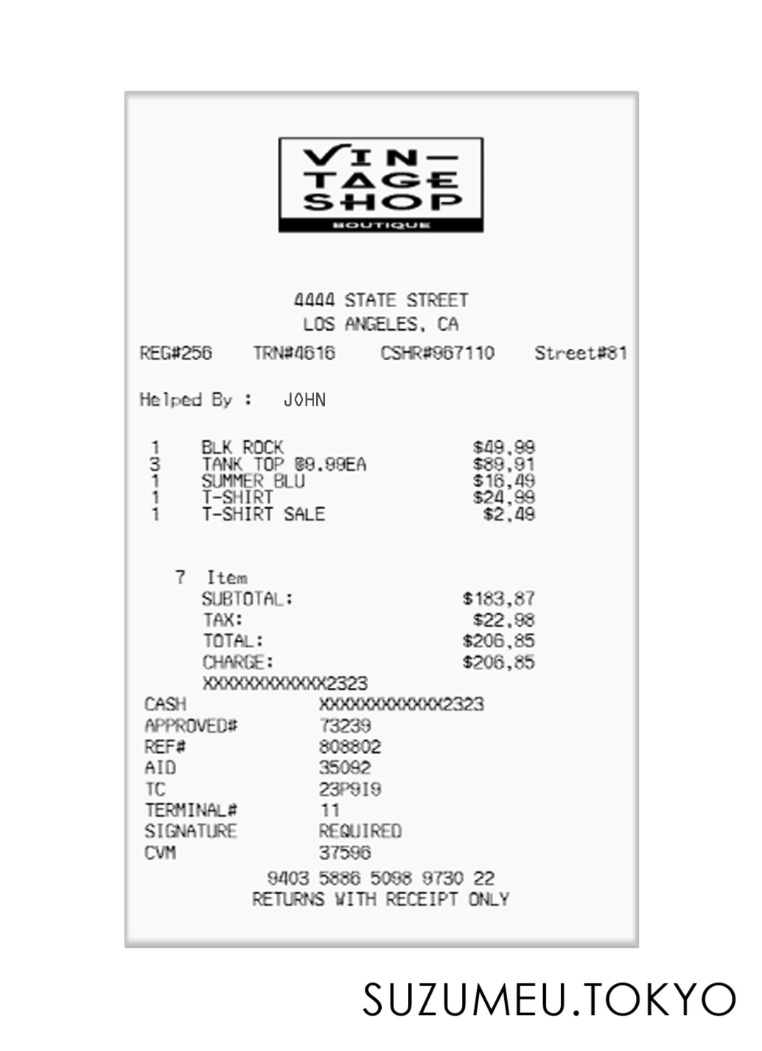 VIN-
TAGE
SHOP
BOUTIQUE
4444 STATE STREET
LOS ANGELES, CA
REG#256 TRN#4616 CSHR#967110 Street#81
Helped By : JOHN
1 BLK ROCK $49,99
3 TANK TOP @9.99EA $89,91
1 SUMMER BLU $16,49
1 T-SHIRT $24,99
1 T-SHIRT SALE $2,49
7 Item
SUBTOTAL: $183,87
TAX: $22,98
TOTAL: $206,85
CHARGE: $206,85
XXXXXXXXXXXX2323
CASH XXXXXXXXXXXX2323
APPROVED# 73239
REF# 808802
AID 35092
TC 23P9I9
TERMINAL# 11
SIGNATURE REQUIRED
CVM 37596
9403 5886 5098 9730 22
RETURNS WITH RECEIPT ONLY
SUZUMEU.TOKYO